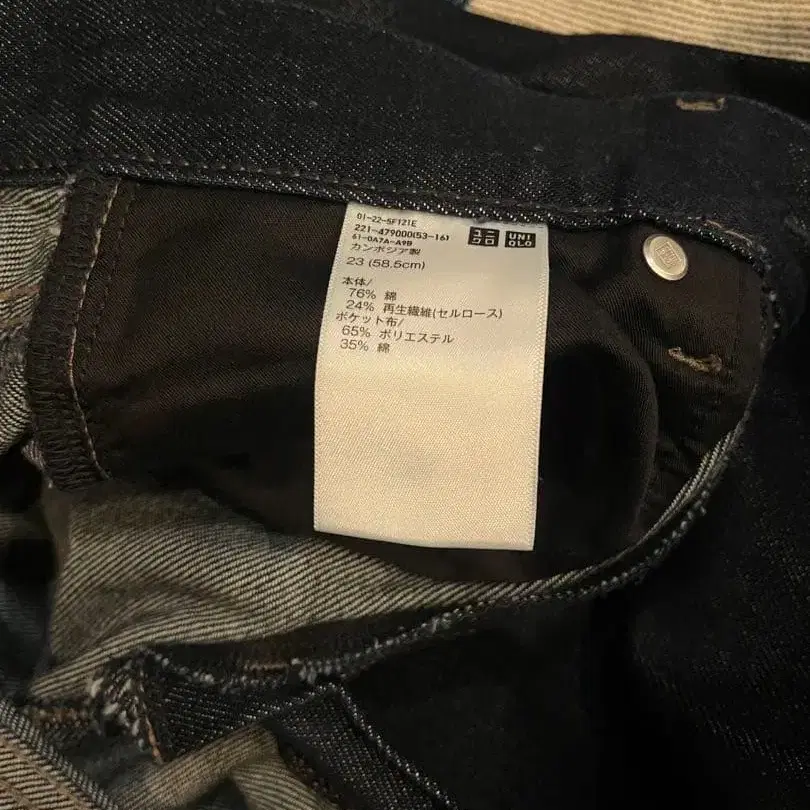 01-22-SF121E
221-479000(53-16)
61-0A7A-A9B
カンボジア製
23 (58.5cm)
ユニクロ
UNIQLO
本体/
76% 綿
24% 再生繊維(セルロース)
ポケット布/
65% ポリエステル
35% 綿